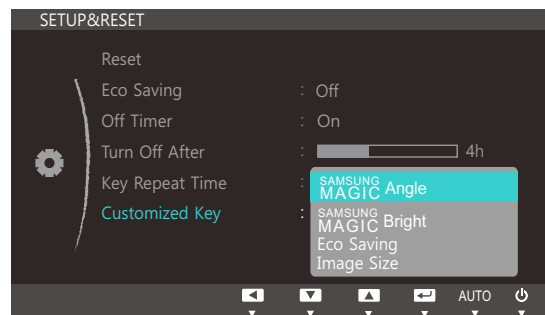 SETUP&RESET
Reset
Eco Saving : Off
Off Timer : On
Turn Off After : 4h
Key Repeat Time :
Customized Key :
SAMSUNG MAGIC Angle
SAMSUNG MAGIC Bright
Eco Saving
Image Size
AUTO